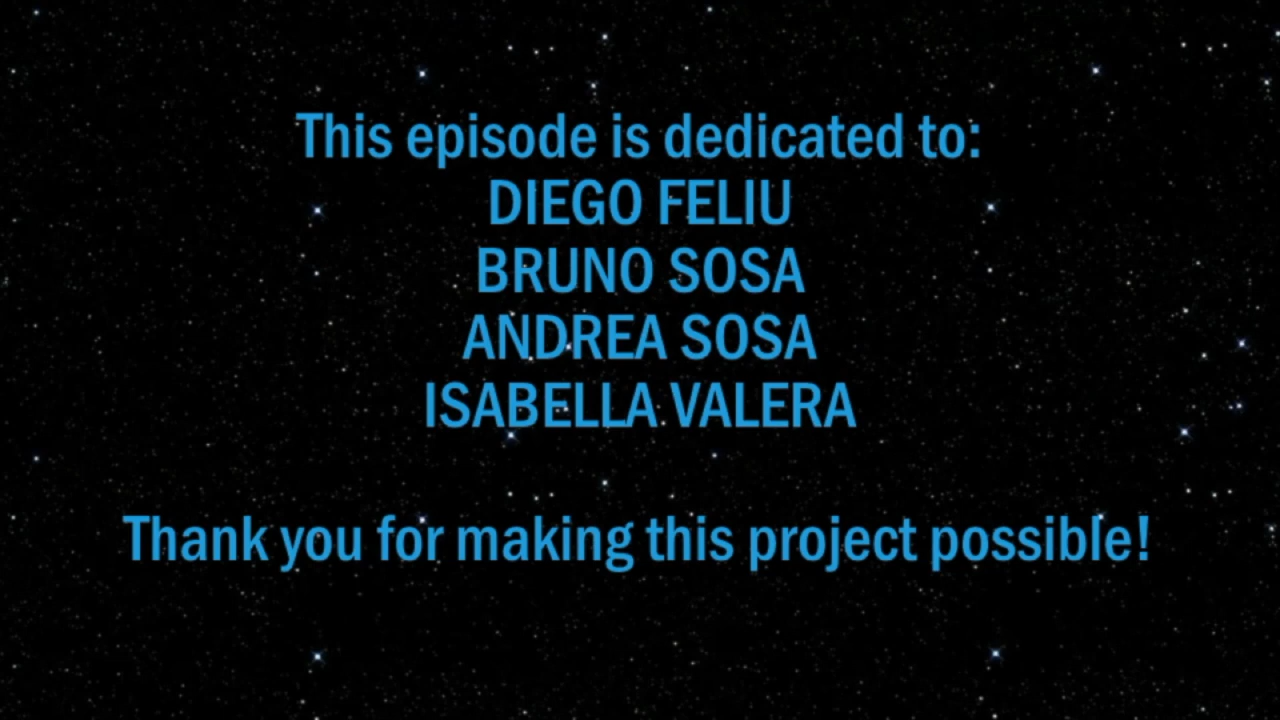 This episode is dedicated to:
DIEGO FELIU
BRUNO SOSA
ANDREA SOSA
ISABELLA VALERA
Thank you for making this project possible!